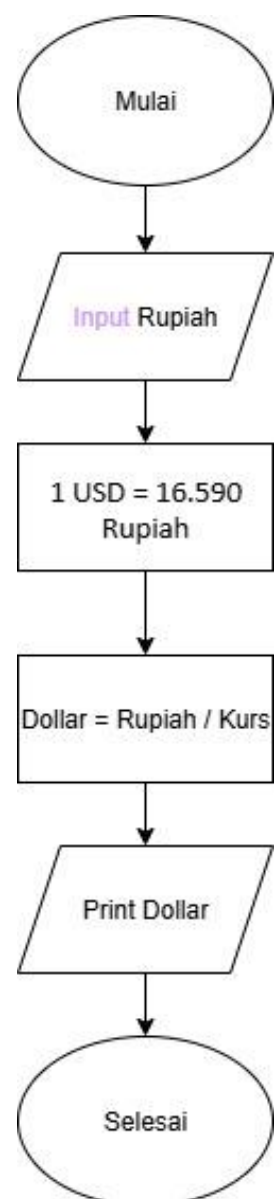 Mulai
Input Rupiah
1 USD = 16.590
Rupiah
Dollar = Rupiah / Kurs
Print Dollar
Selesai